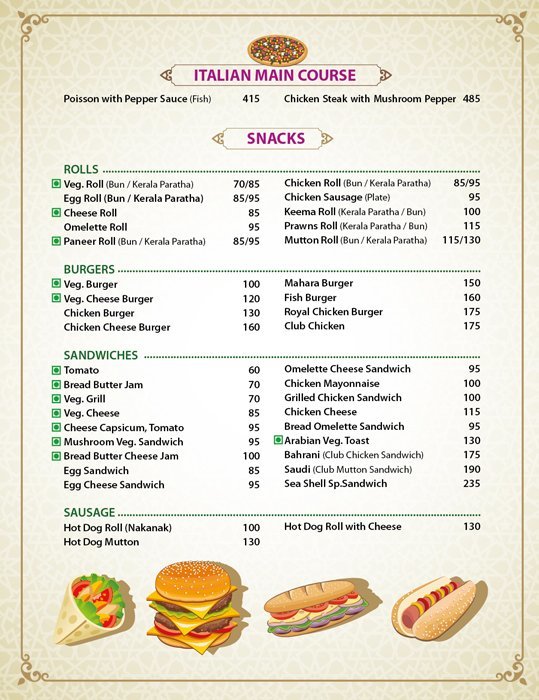 ITALIAN MAIN COURSE
Poisson with Pepper Sauce (Fish) 415
Chicken Steak with Mushroom Pepper 485
SNACKS
ROLLS
Veg. Roll (Bun / Kerala Paratha) 70/85
Egg Roll (Bun / Kerala Paratha) 85/95
Cheese Roll 85
Omelette Roll 95
Paneer Roll (Bun / Kerala Paratha) 85/95
Chicken Roll (Bun / Kerala Paratha) 85/95
Chicken Sausage (Plate) 95
Keema Roll (Kerala Paratha / Bun) 100
Prawns Roll (Kerala Paratha / Bun) 115
Mutton Roll (Bun / Kerala Paratha) 115/130
BURGERS
Veg. Burger 100
Veg. Cheese Burger 120
Chicken Burger 130
Chicken Cheese Burger 160
Mahara Burger 150
Fish Burger 160
Royal Chicken Burger 175
Club Chicken 175
SANDWICHES
Tomato 60
Bread Butter Jam 70
Veg. Grill 70
Veg. Cheese 85
Cheese Capsicum, Tomato 95
Mushroom Veg. Sandwich 95
Bread Butter Cheese Jam 100
Egg Sandwich 85
Egg Cheese Sandwich 95
Omelette Cheese Sandwich 95
Chicken Mayonnaise 100
Grilled Chicken Sandwich 100
Chicken Cheese 115
Bread Omelette Sandwich 95
Arabian Veg. Toast 130
Bahrani (Club Chicken Sandwich) 175
Saudi (Club Mutton Sandwich) 190
Sea Shell Sp.Sandwich 235
SAUSAGE
Hot Dog Roll (Nakanak) 100
Hot Dog Mutton 130
Hot Dog Roll with Cheese 130